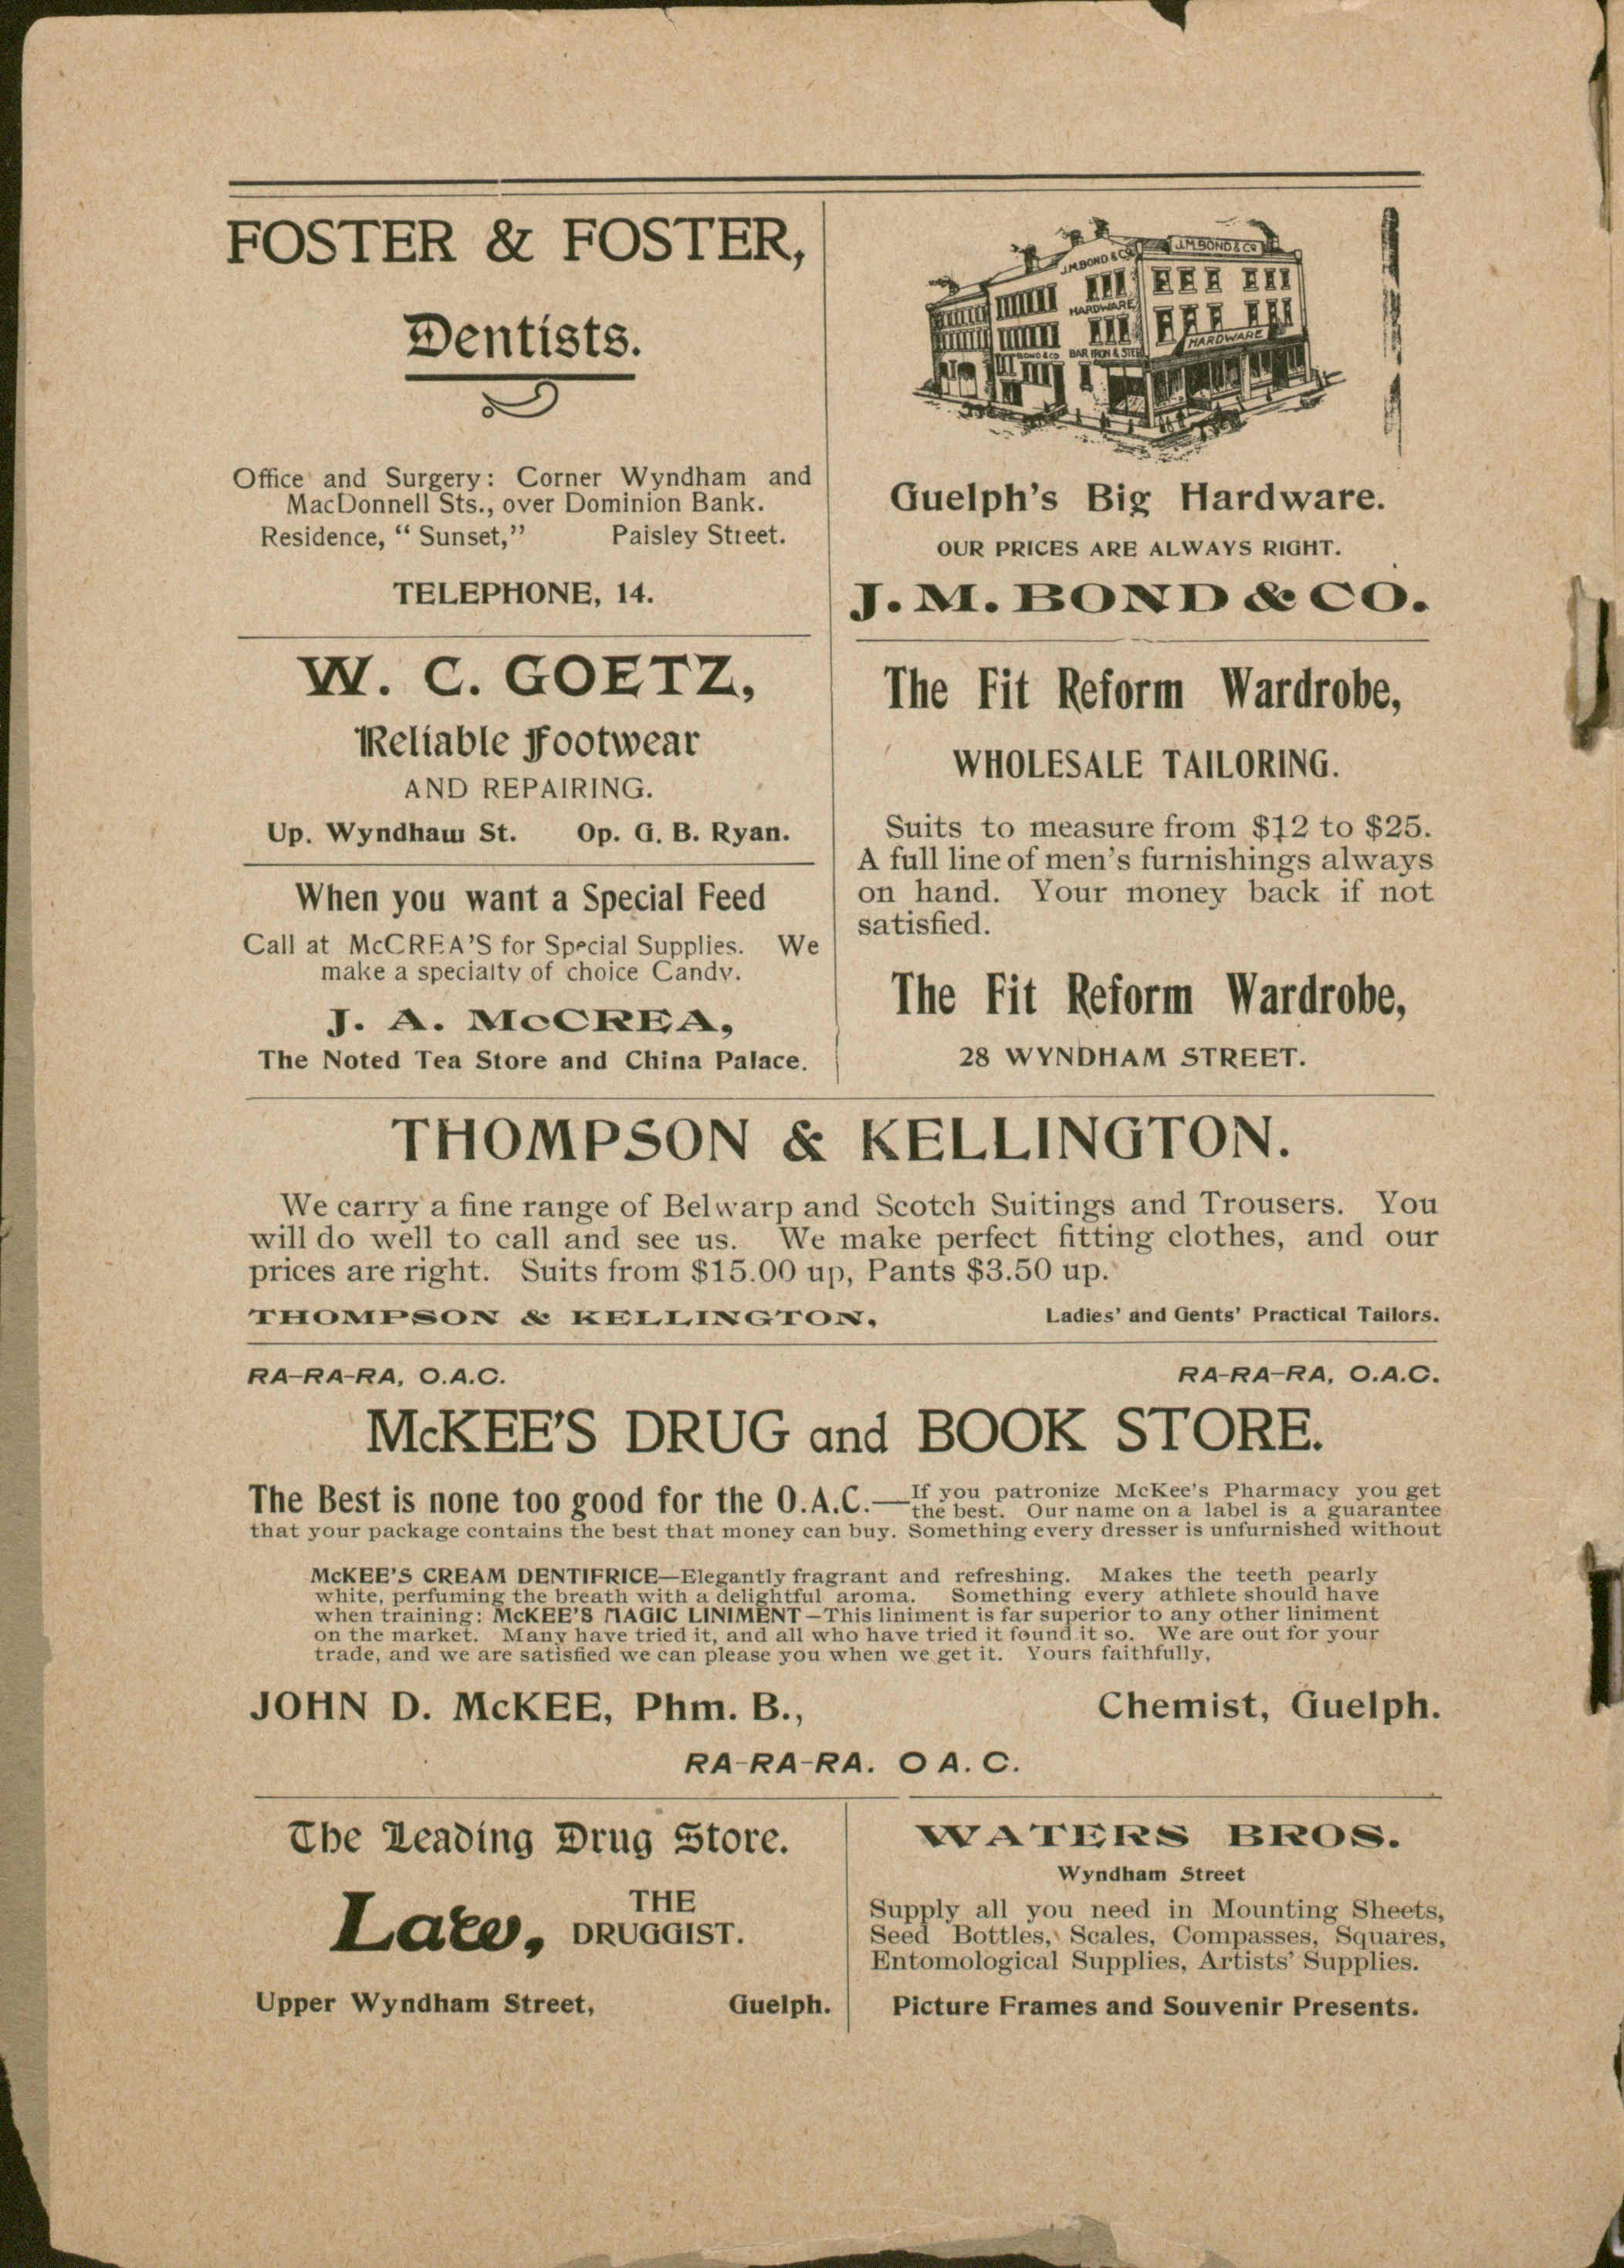 FOSTER & FOSTER,
Dentists.
Office and Surgery: Corner Wyndham and
MacDonnell Sts., over Dominion Bank.
Residence, “ Sunset,” Paisley Street.
TELEPHONE, 14.
J.M.BOND & CO
J.M.BOND & CO
HARDWARE
HARDWARE
BOND & CO BAR IRON & STEEL
Guelph's Big Hardware.
OUR PRICES ARE ALWAYS RIGHT.
J. M. BOND & CO.
W. C. GOETZ,
Reliable Footwear
AND REPAIRING.
Up. Wyndham St. Op. G. B. Ryan.
When you want a Special Feed
Call at McCREA'S for Special Supplies. We
make a specialty of choice Candy.
J. A. McCREA,
The Noted Tea Store and China Palace.
The Fit Reform Wardrobe,
WHOLESALE TAILORING.
Suits to measure from $12 to $25.
A full line of men's furnishings always
on hand. Your money back if not
satisfied.
The Fit Reform Wardrobe,
28 WYNDHAM STREET.
THOMPSON & KELLINGTON.
We carry a fine range of Belwarp and Scotch Suitings and Trousers. You
will do well to call and see us. We make perfect fitting clothes, and our
prices are right. Suits from $15.00 up, Pants $3.50 up.
THOMPSON & KELLINGTON, Ladies' and Gents' Practical Tailors.
RA-RA-RA, O.A.C. RA-RA-RA, O.A.C.
McKEE'S DRUG and BOOK STORE.
The Best is none too good for the O.A.C.—If you patronize McKee's Pharmacy you get
the best. Our name on a label is a guarantee
that your package contains the best that money can buy. Something every dresser is unfurnished without
McKEE'S CREAM DENTIFRICE—Elegantly fragrant and refreshing. Makes the teeth pearly
white, perfuming the breath with a delightful aroma. Something every athlete should have
when training: McKEE'S MAGIC LINIMENT—This liniment is far superior to any other liniment
on the market. Many have tried it, and all who have tried it found it so. We are out for your
trade, and we are satisfied we can please you when we get it. Yours faithfully,
JOHN D. McKEE, Phm. B., Chemist, Guelph.
RA-RA-RA. O A. C.
The Leading Drug Store.
Law, THE
DRUGGIST.
Upper Wyndham Street, Guelph.
WATERS BROS.
Wyndham Street
Supply all you need in Mounting Sheets,
Seed Bottles, Scales, Compasses, Squares,
Entomological Supplies, Artists' Supplies.
Picture Frames and Souvenir Presents.